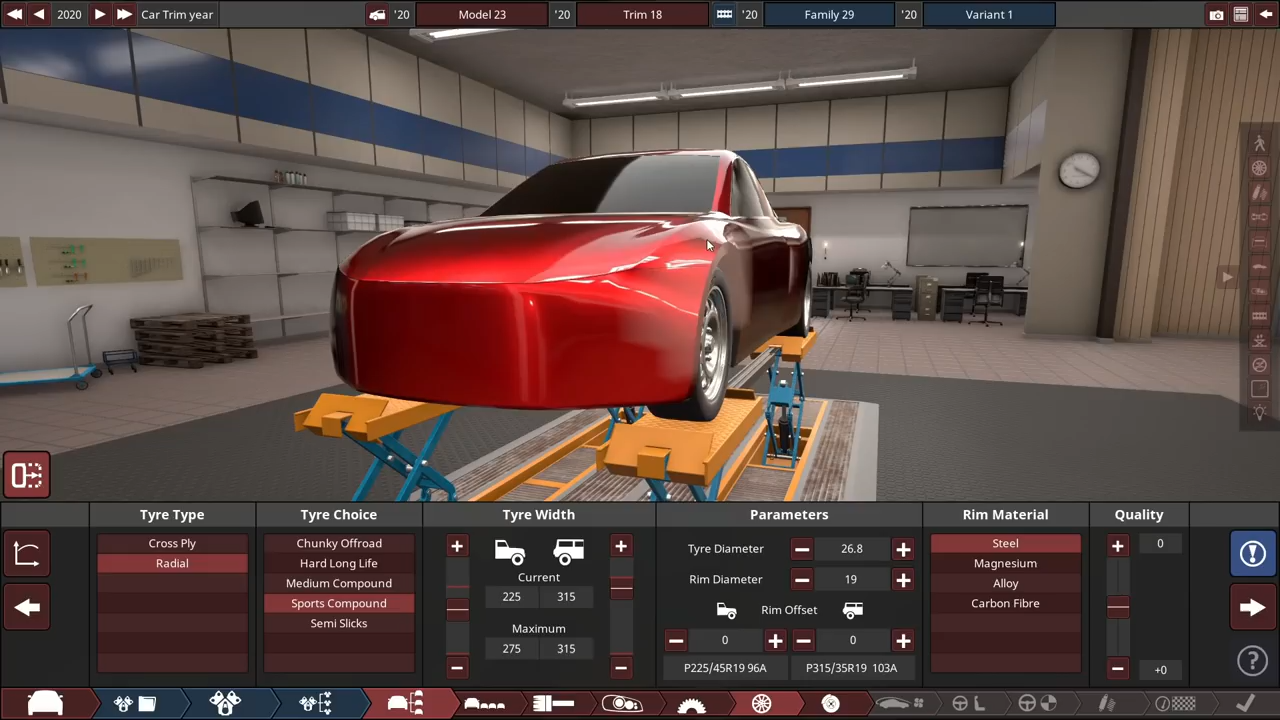 2020 Car Trim year '20 Model 23 '20 Trim 18 '20 Family 29 '20 Variant 1
Tyre Type
Cross Ply
Radial
Tyre Choice
Chunky Offroad
Hard Long Life
Medium Compound
Sports Compound
Semi Slicks
Tyre Width
Current
225 315
Maximum
275 315
Parameters
Tyre Diameter 26.8
Rim Diameter 19
Rim Offset
0 0
P225/45R19 96A P315/35R19 103A
Rim Material
Steel
Magnesium
Alloy
Carbon Fibre
Quality
0
+0